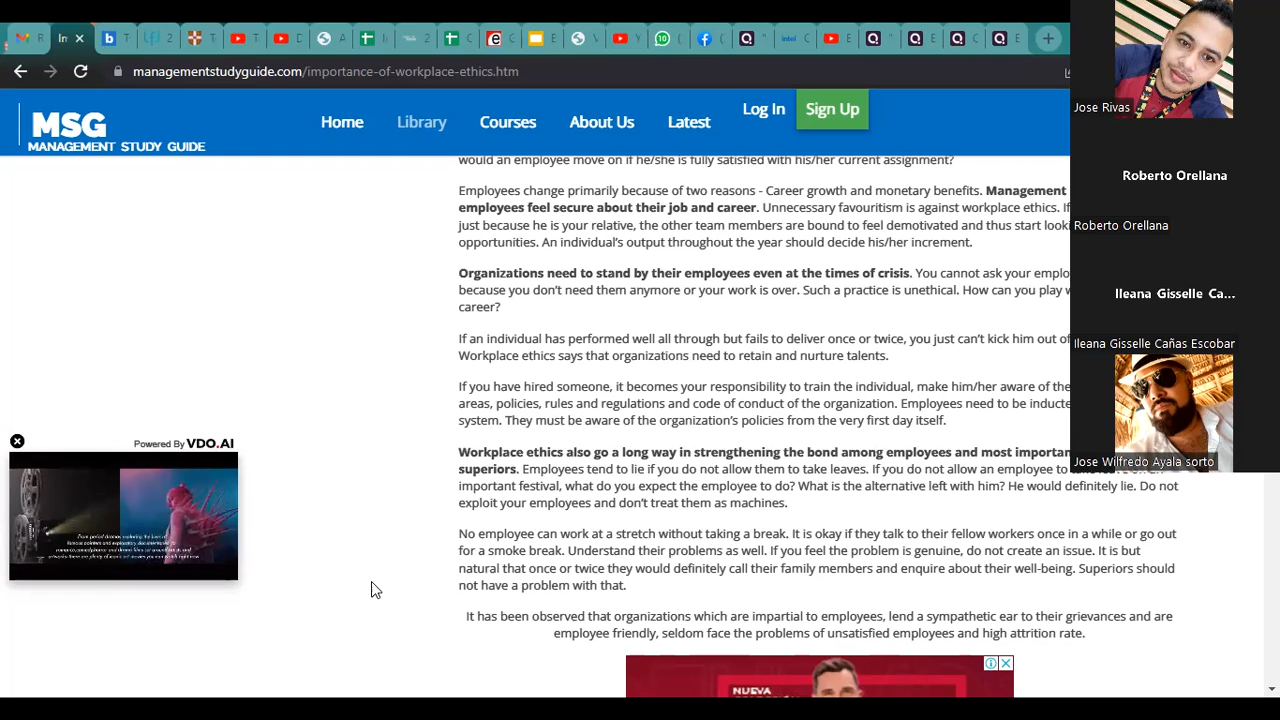 managementstudyguide.com/importance-of-workplace-ethics.htm
MSG
MANAGEMENT STUDY GUIDE
Home
Library
Courses
About Us
Latest
Log In
Sign Up
would an employee move on if he/she is fully satisfied with his/her current assignment?
Employees change primarily because of two reasons - Career growth and monetary benefits. Management
employees feel secure about their job and career. Unnecessary favouritism is against workplace ethics. If
just because he is your relative, the other team members are bound to feel demotivated and thus start look
opportunities. An individual's output throughout the year should decide his/her increment.
Organizations need to stand by their employees even at the times of crisis. You cannot ask your emplo
because you don't need them anymore or your work is over. Such a practice is unethical. How can you play
career?
If an individual has performed well all through but fails to deliver once or twice, you just can't kick him out of
Workplace ethics says that organizations need to retain and nurture talents.
If you have hired someone, it becomes your responsibility to train the individual, make him/her aware of the
areas, policies, rules and regulations and code of conduct of the organization. Employees need to be inducte
system. They must be aware of the organization's policies from the very first day itself.
Workplace ethics also go a long way in strengthening the bond among employees and most importan
superiors. Employees tend to lie if you do not allow them to take leaves. If you do not allow an employee to
important festival, what do you expect the employee to do? What is the alternative left with him? He would definitely lie. Do not
exploit your employees and don't treat them as machines.
No employee can work at a stretch without taking a break. It is okay if they talk to their fellow workers once in a while or go out
for a smoke break. Understand their problems as well. If you feel the problem is genuine, do not create an issue. It is but
natural that once or twice they would definitely call their family members and enquire about their well-being. Superiors should
not have a problem with that.
It has been observed that organizations which are impartial to employees, lend a sympathetic ear to their grievances and are
employee friendly, seldom face the problems of unsatisfied employees and high attrition rate.
Powered By VDO.AI
NUEVA
Jose Rivas
Roberto Orellana
Roberto Orellana
Ileana Gisselle Ca...
Ileana Gisselle Cañas Escobar
Jose Wilfredo Ayala sorto